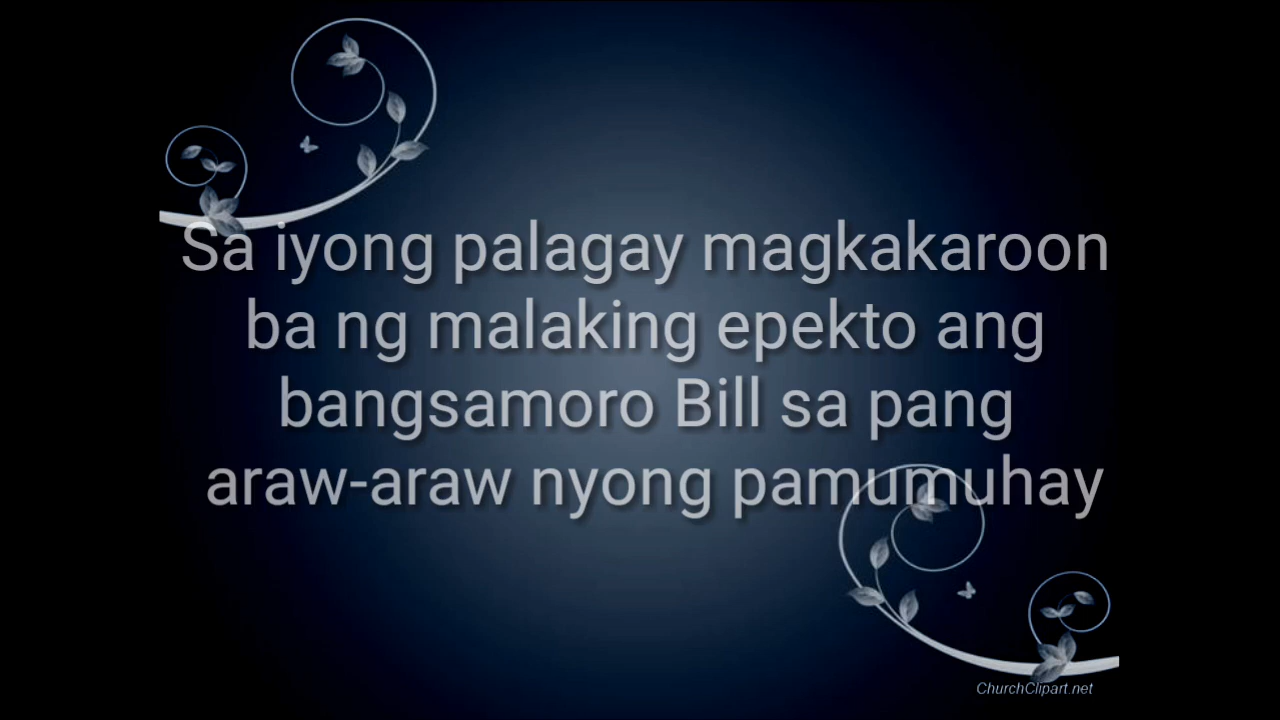 Sa iyong palagay magkakaroon
ba ng malaking epekto ang
bangsamoro Bill sa pang
araw-araw nyong pamumuhay
ChurchClipart.net